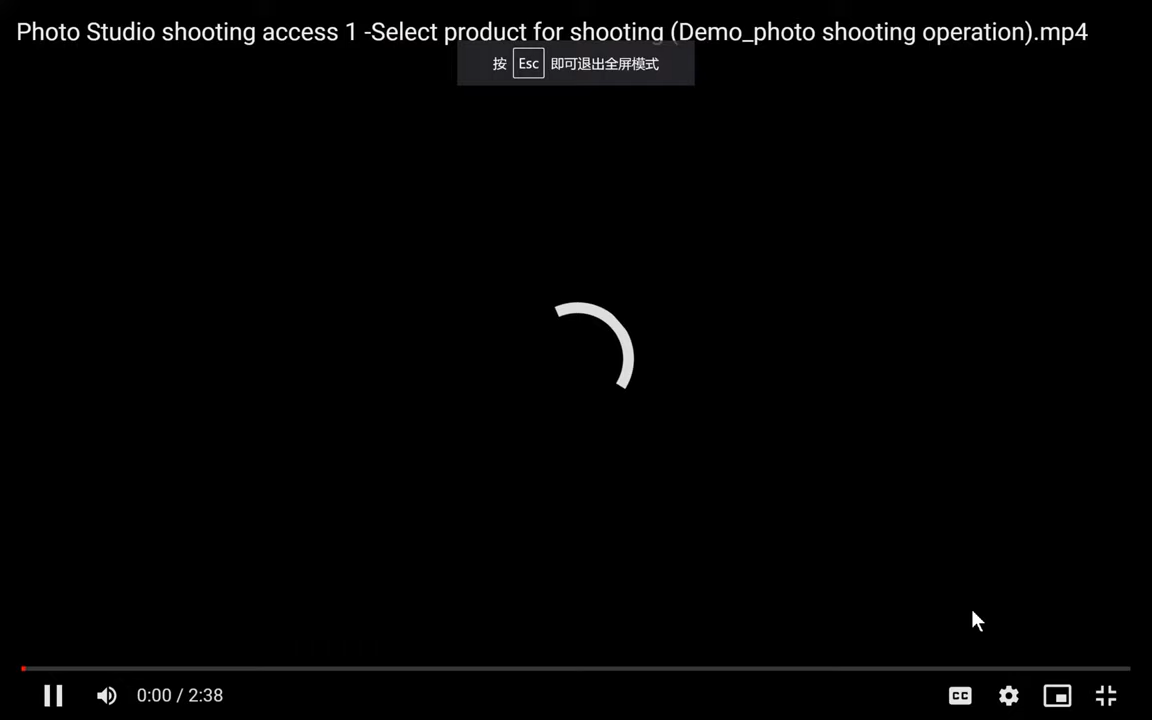 Photo Studio shooting access 1 -Select product for shooting (Demo_photo shooting operation).mp4
按 Esc 即可退出全屏模式
0:00 / 2:38
CC